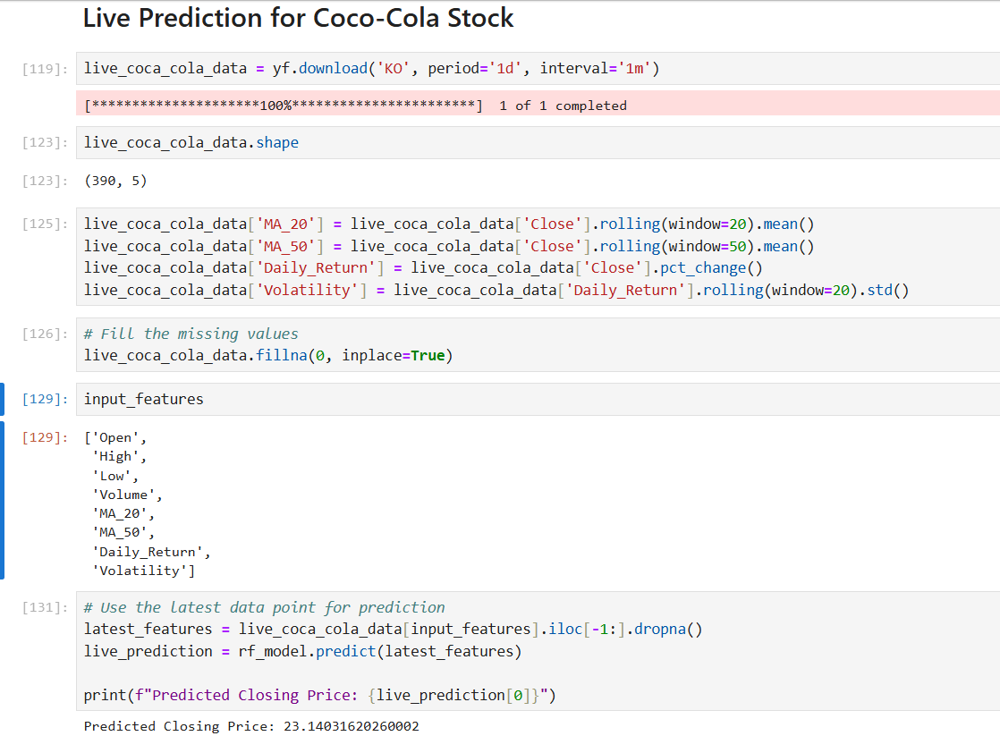 Live Prediction for Coco-Cola Stock
[119]: live_coca_cola_data = yf.download('KO', period='1d', interval='1m')
[*********************100%***********************]  1 of 1 completed
[123]: live_coca_cola_data.shape
[123]: (390, 5)
[125]: live_coca_cola_data['MA_20'] = live_coca_cola_data['Close'].rolling(window=20).mean()
live_coca_cola_data['MA_50'] = live_coca_cola_data['Close'].rolling(window=50).mean()
live_coca_cola_data['Daily_Return'] = live_coca_cola_data['Close'].pct_change()
live_coca_cola_data['Volatility'] = live_coca_cola_data['Daily_Return'].rolling(window=20).std()
[126]: # Fill the missing values
live_coca_cola_data.fillna(0, inplace=True)
[129]: input_features
[129]: ['Open',
'High',
'Low',
'Volume',
'MA_20',
'MA_50',
'Daily_Return',
'Volatility']
[131]: # Use the latest data point for prediction
latest_features = live_coca_cola_data[input_features].iloc[-1:].dropna()
live_prediction = rf_model.predict(latest_features)
print(f"Predicted Closing Price: {live_prediction[0]}")
Predicted Closing Price: 23.14031620260002